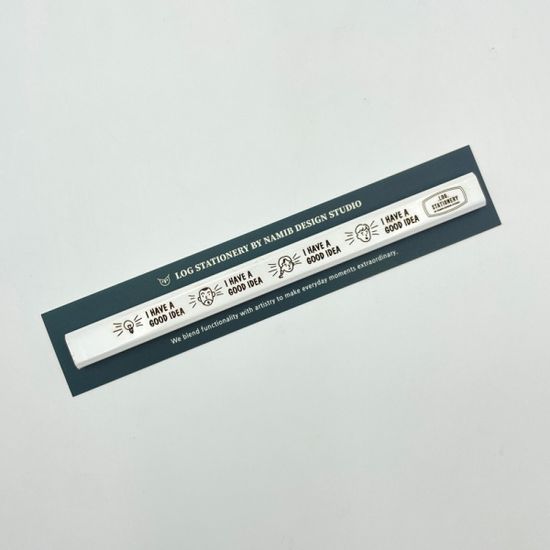 LOG STATIONERY BY NAMIB DESIGN STUDIO
I HAVE A
GOOD IDEA
I HAVE A
GOOD IDEA
I HAVE A
GOOD IDEA
I HAVE A
GOOD IDEA
LOG
STATIONERY
We blend functionality with artistry to make everyday moments extraordinary.